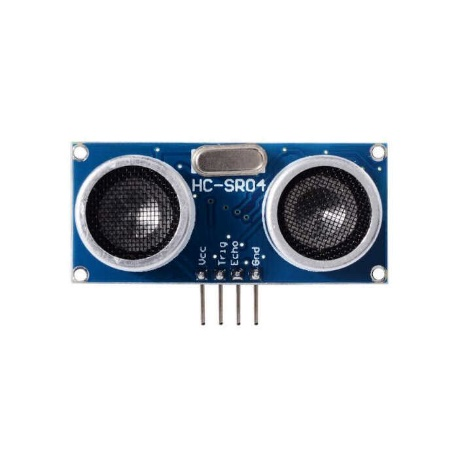 HC-SR04
Vcc
Trig
Echo
Gnd